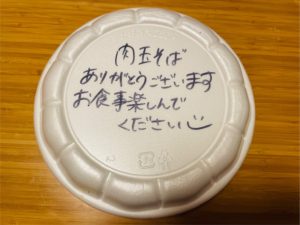 肉玉そば
ありがとうございます
お食事楽しんで
ください